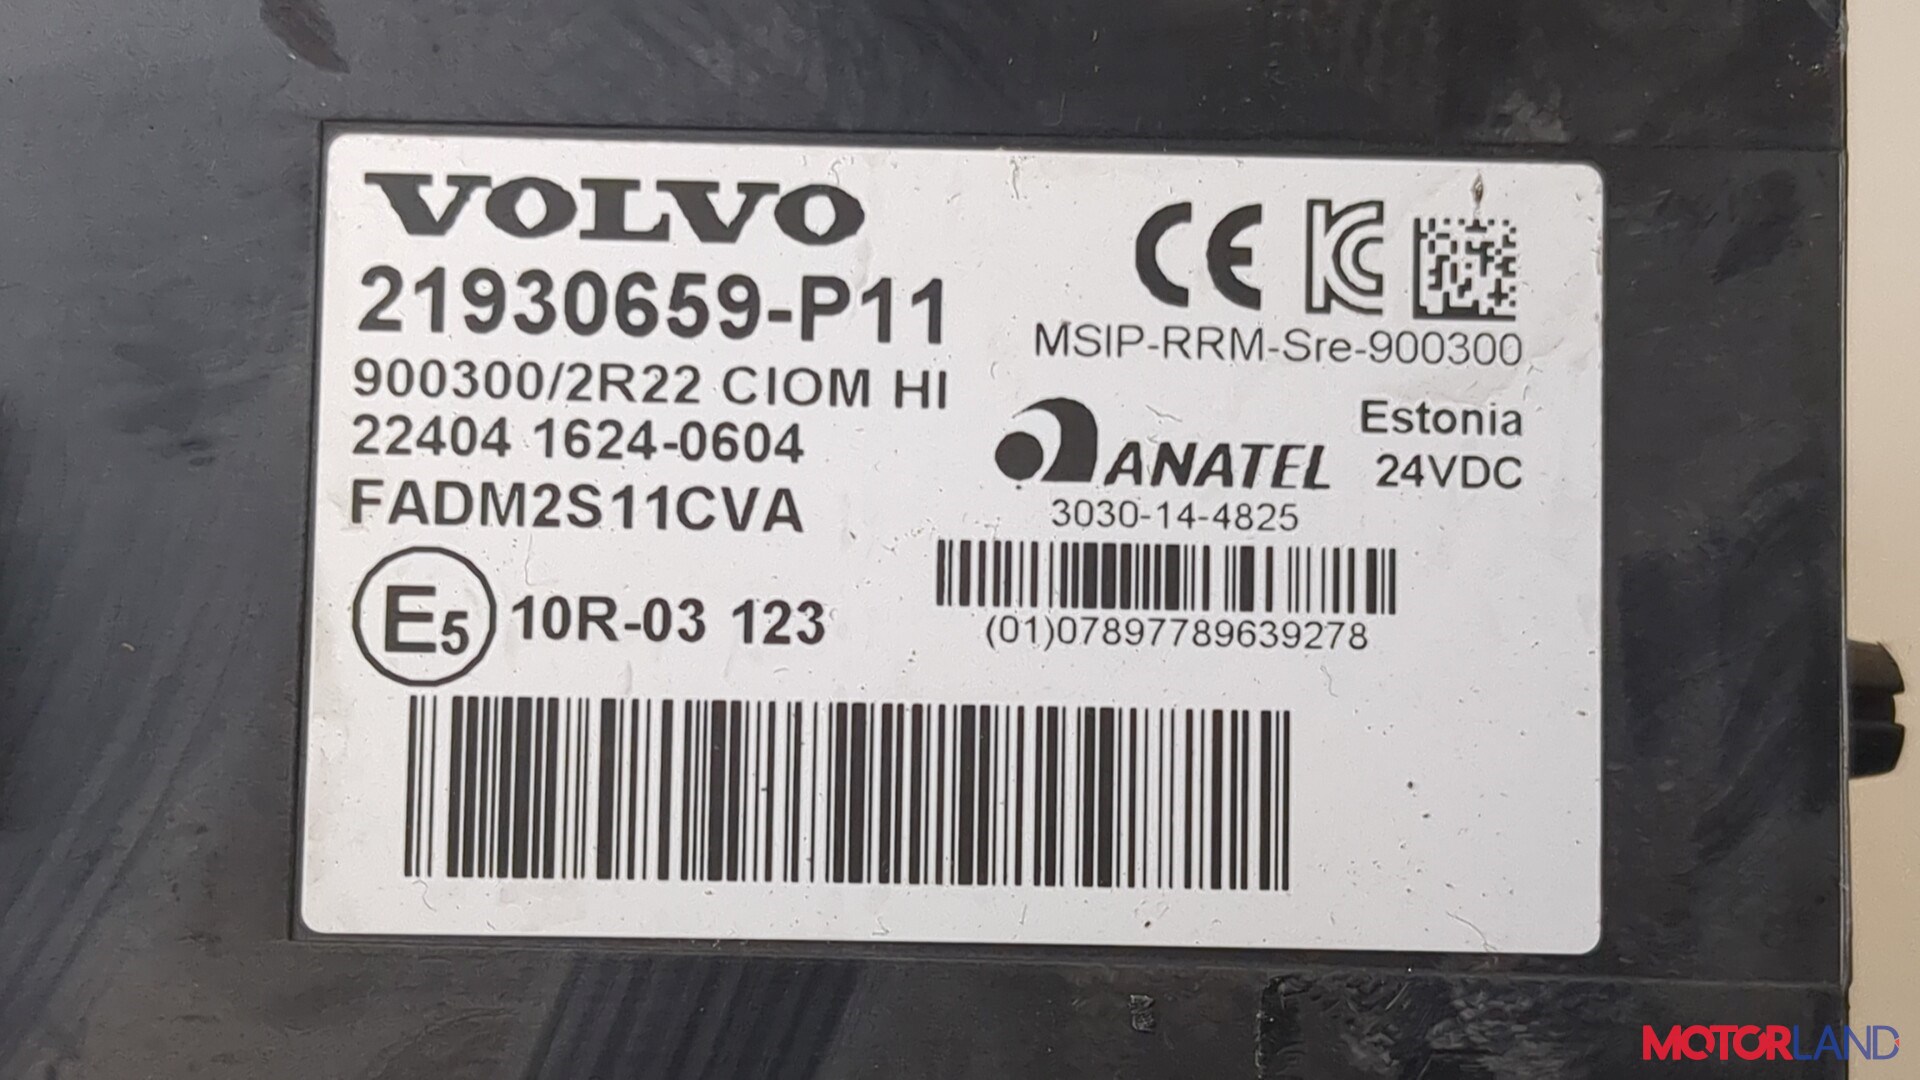 VOLVO
21930659-P11
900300/2R22 CIOM HI
22404 1624-0604
FADM2S11CVA
E5 10R-03 123
CE KC
MSIP-RRM-Sre-900300
ANATEL
3030-14-4825
Estonia
24VDC
(01)07897789639278
MOTORLAND